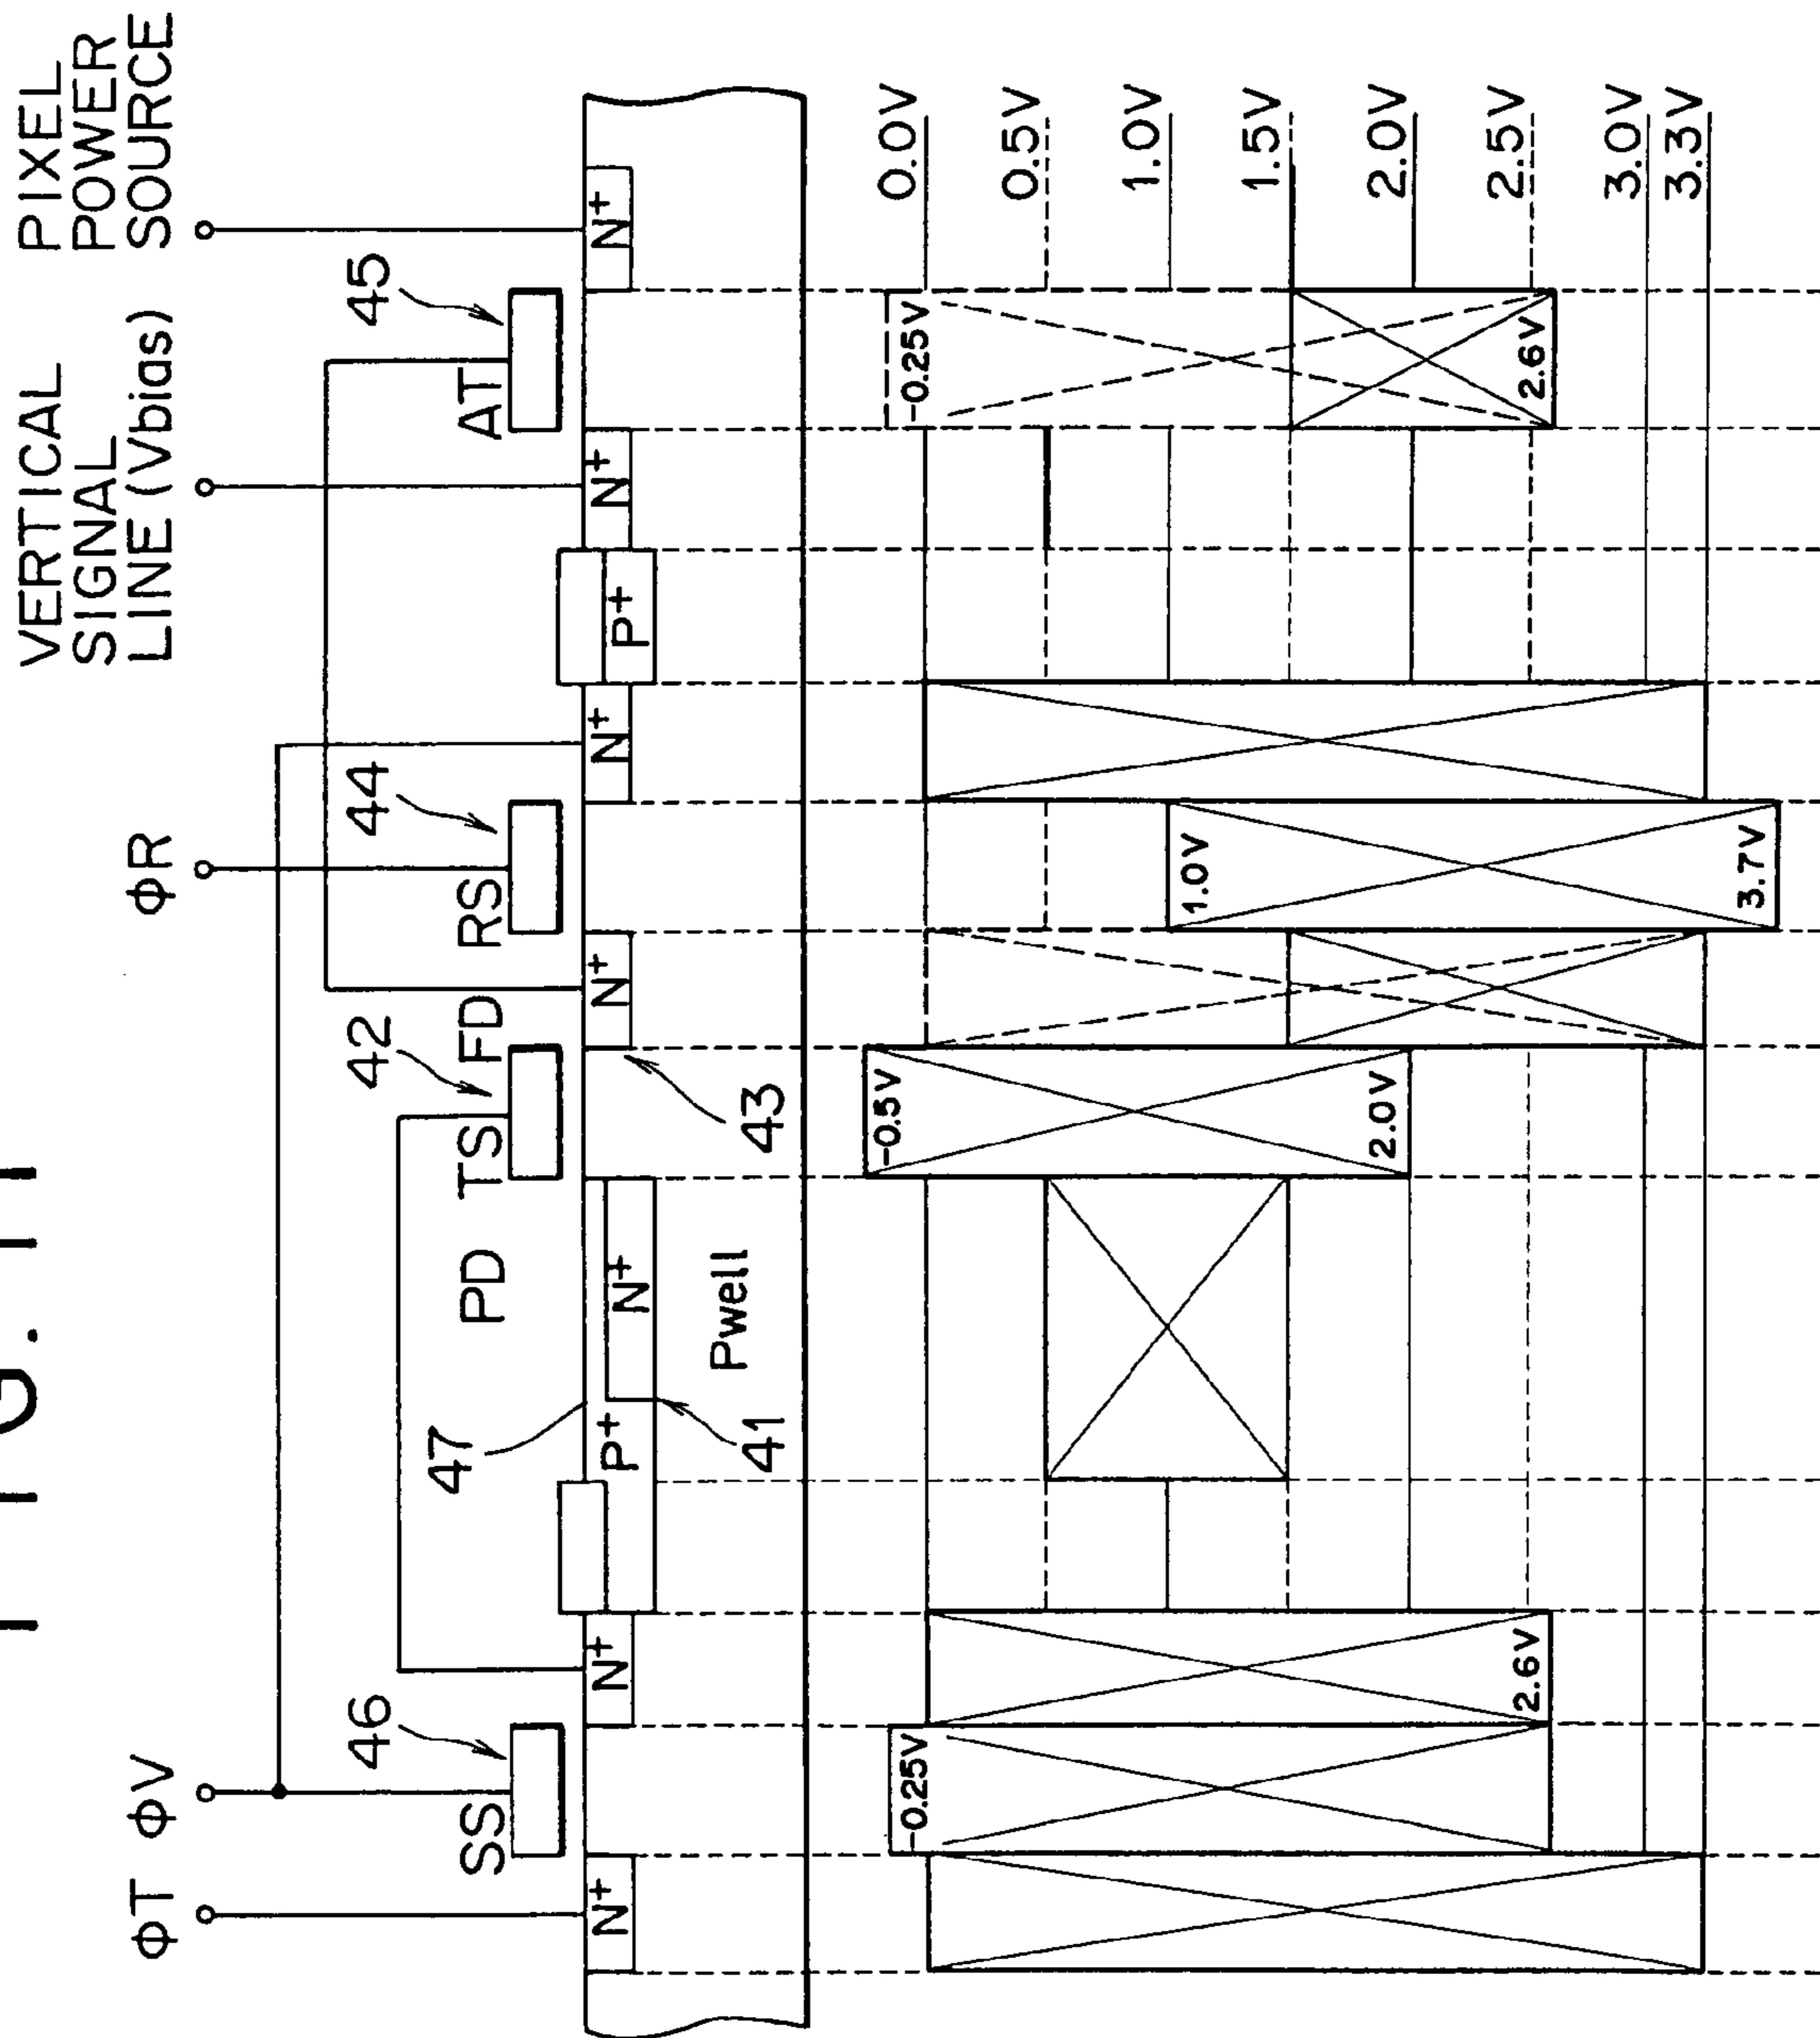 FIG. 11
φT
φV
φR
VERTICAL
SIGNAL
LINE (Vbias)
PIXEL
POWER
SOURCE
46
42
44
45
SS
47
PD
TS
FD
RS
AT
N+
N+
P+
N+
N+
N+
P+
N+
N+
41
Pwell
43
-0.25V
2.6V
-0.5V
2.0V
1.0V
3.7V
-0.25V
2.6V
0.0V
0.5V
1.0V
1.5V
2.0V
2.5V
3.0V
3.3V